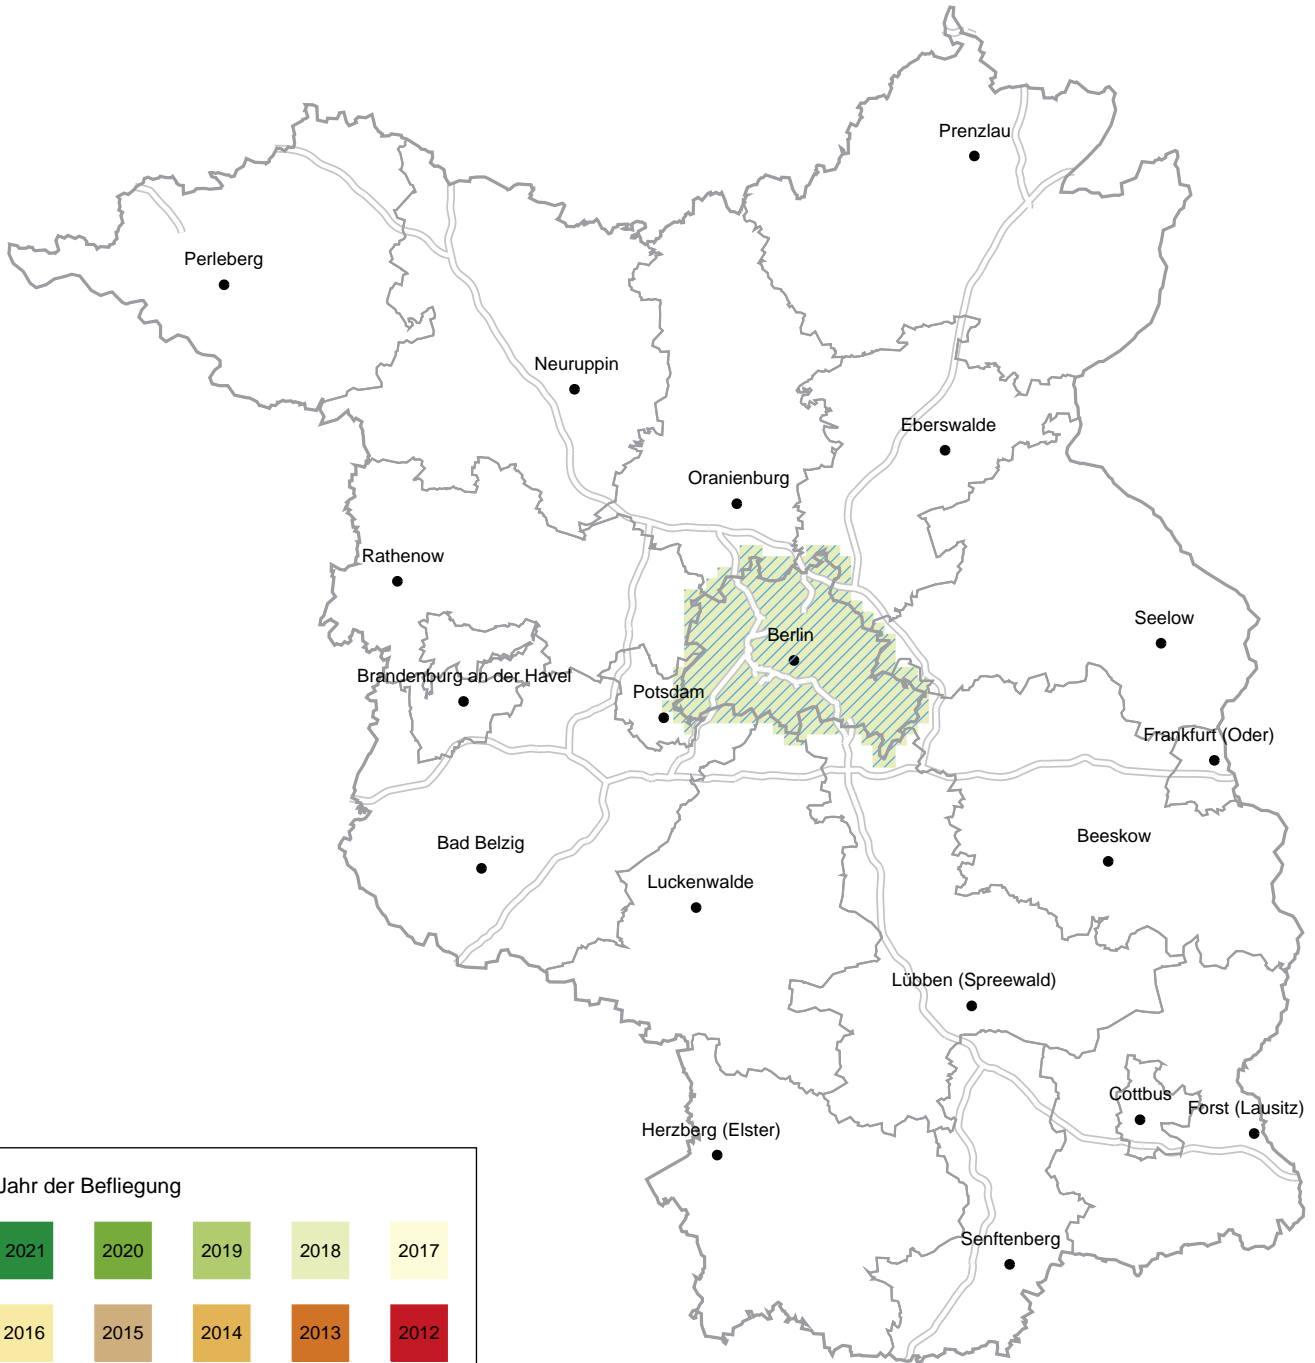 Prenzlau
Perleberg
Neuruppin
Eberswalde
Oranienburg
Rathenow
Seelow
Berlin
Brandenburg an der Havel
Potsdam
Frankfurt (Oder)
Bad Belzig
Beeskow
Luckenwalde
Lübben (Spreewald)
Cottbus
Forst (Lausitz)
Herzberg (Elster)
Senftenberg
Jahr der Befliegung
2021 2020 2019 2018 2017
2016 2015 2014 2013 2012